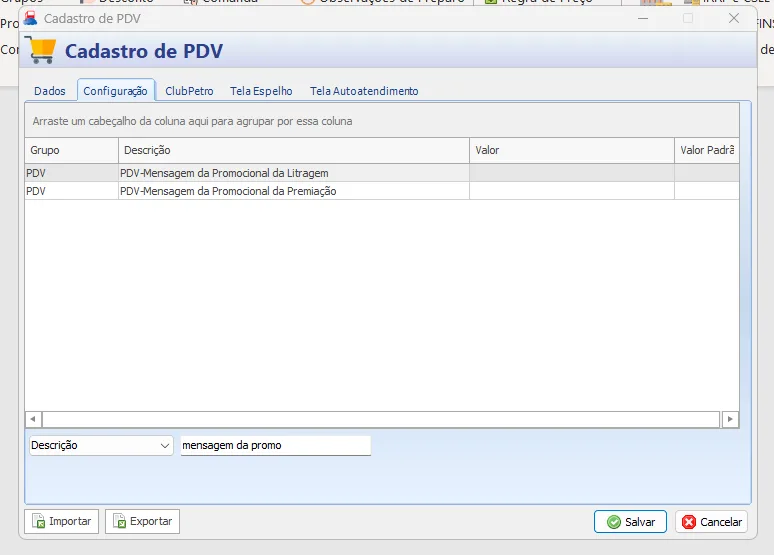 Cadastro de PDV
Cadastro de PDV
Dados Configuração ClubPetro Tela Espelho Tela Autoatendimento
Arraste um cabeçalho da coluna aqui para agrupar por essa coluna
Grupo Descrição Valor Valor Padrã
PDV PDV-Mensagem da Promocional da Litragem
PDV PDV-Mensagem da Promocional da Premiação
Descrição mensagem da promo
Importar Exportar Salvar Cancelar